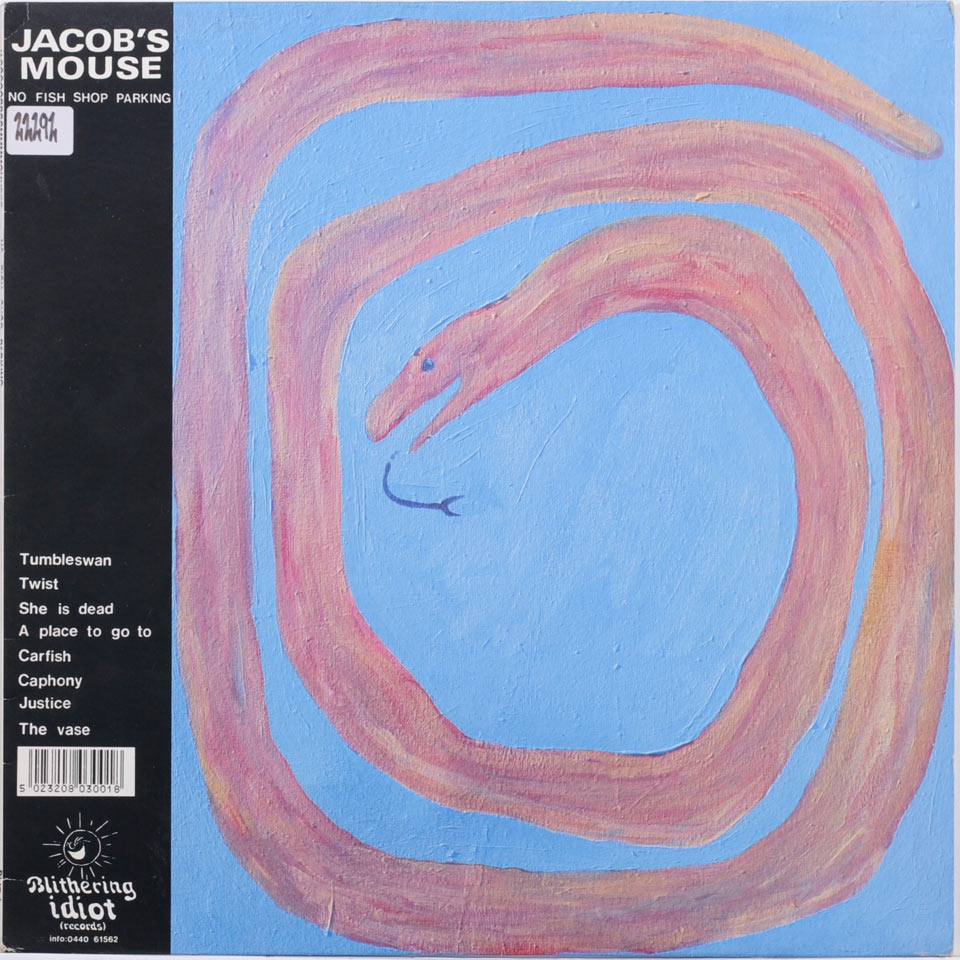 JACOB'S
MOUSE
NO FISH SHOP PARKING
22292
Tumbleswan
Twist
She is dead
A place to go to
Carfish
Caphony
Justice
The vase
5 023208 030018
Blithering
idiot
(records)
info:0440 61562